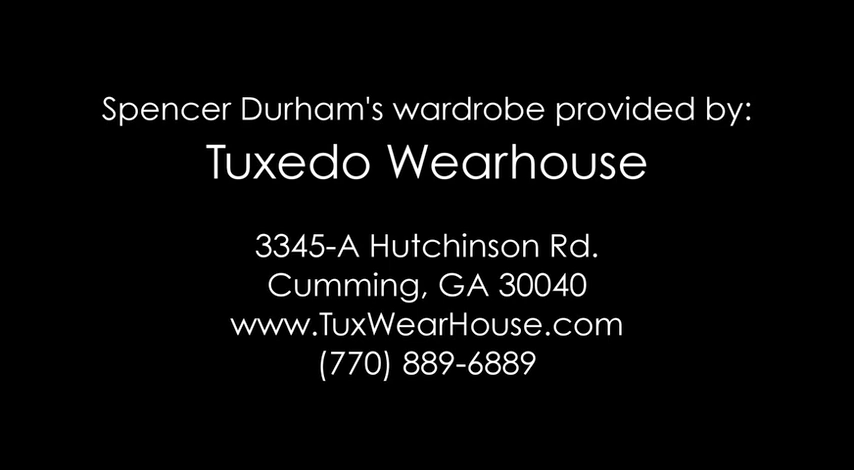 Spencer Durham's wardrobe provided by:
Tuxedo Wearhouse
3345-A Hutchinson Rd.
Cumming, GA 30040
www.TuxWearHouse.com
(770) 889-6889